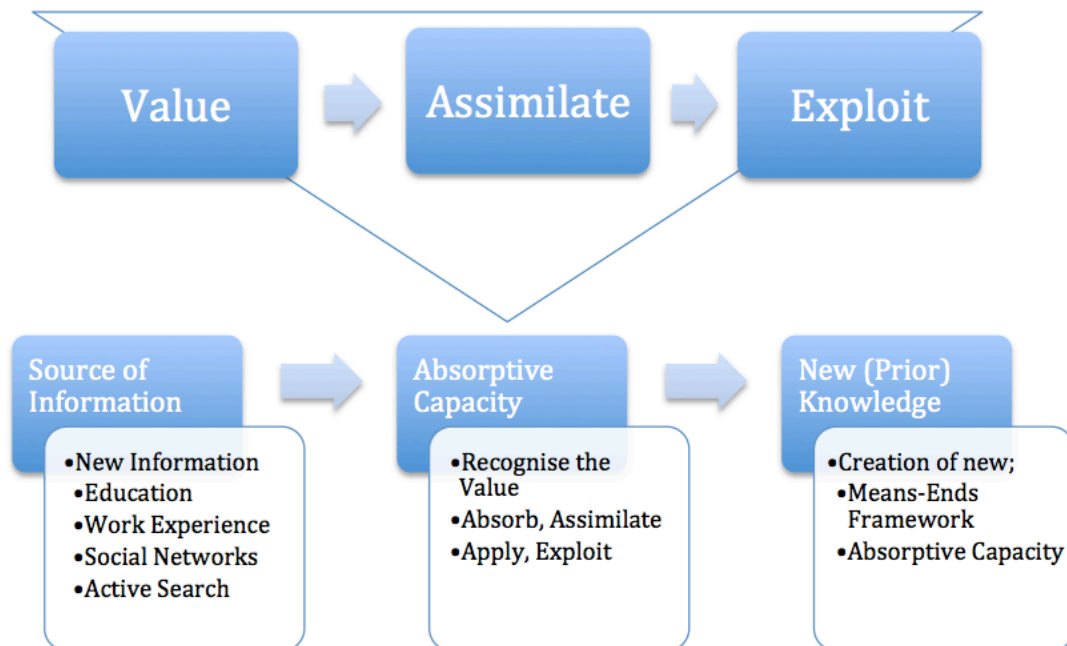 Value
Assimilate
Exploit
Source of
Information
•New Information
•Education
•Work Experience
•Social Networks
•Active Search
Absorptive
Capacity
•Recognise the
Value
•Absorb, Assimilate
•Apply, Exploit
New (Prior)
Knowledge
•Creation of new;
•Means-Ends
Framework
•Absorptive Capacity